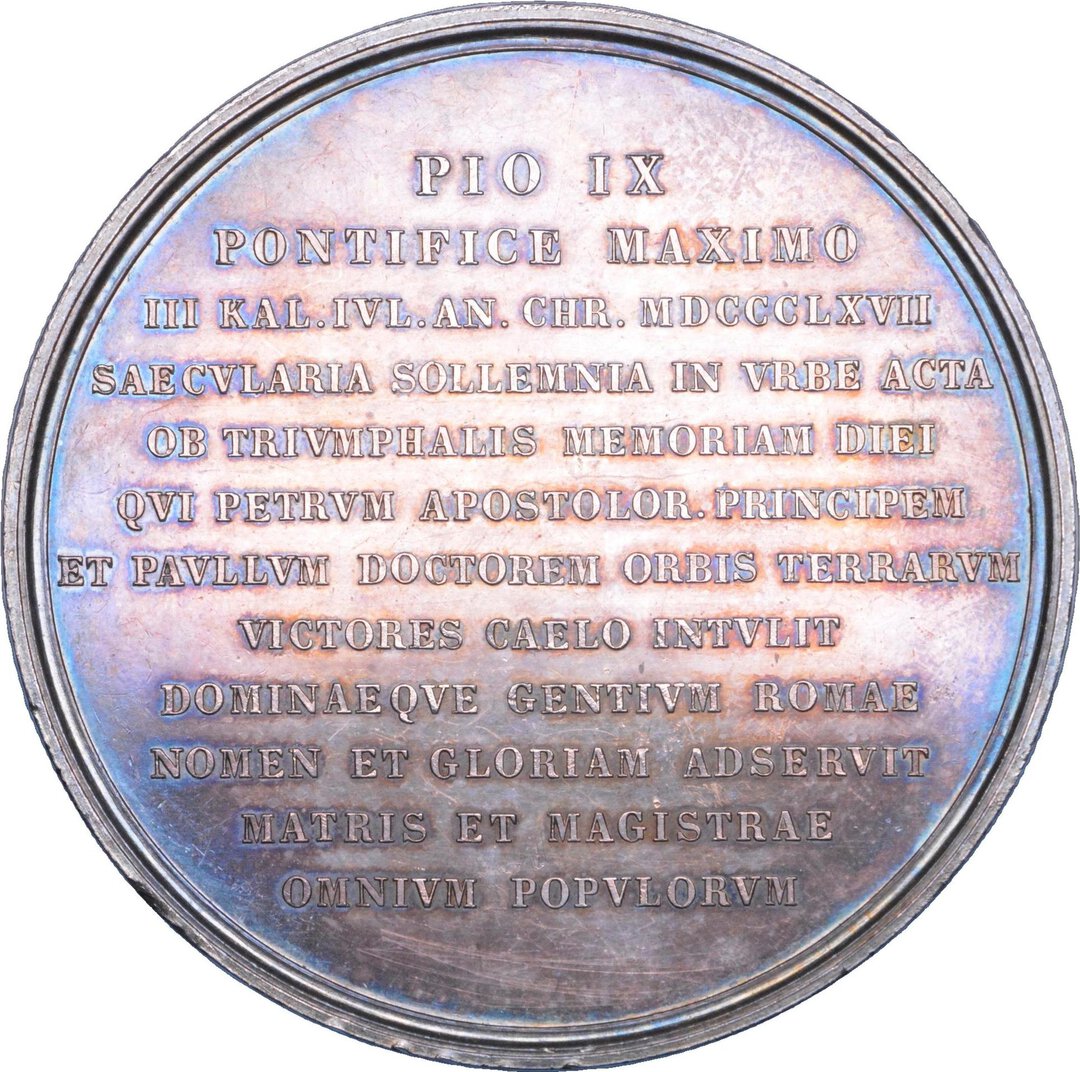 PIO IX
PONTIFICE MAXIMO
III KAL. IVL. AN. CHR. MDCCCLXVII
SAECVLARIA SOLLEMNIA IN VRBE ACTA
OB TRIVMPHALIS MEMORIAM DIEI
QVI PETRVM APOSTOLOR. PRINCIPEM
ET PAVLLVM DOCTOREM ORBIS TERRARVM
VICTORES CAELO INTVLIT
DOMINAEQVE GENTIVM ROMAE
NOMEN ET GLORIAM ADSERVIT
MATRIS ET MAGISTRAE
OMNIVM POPVLORVM